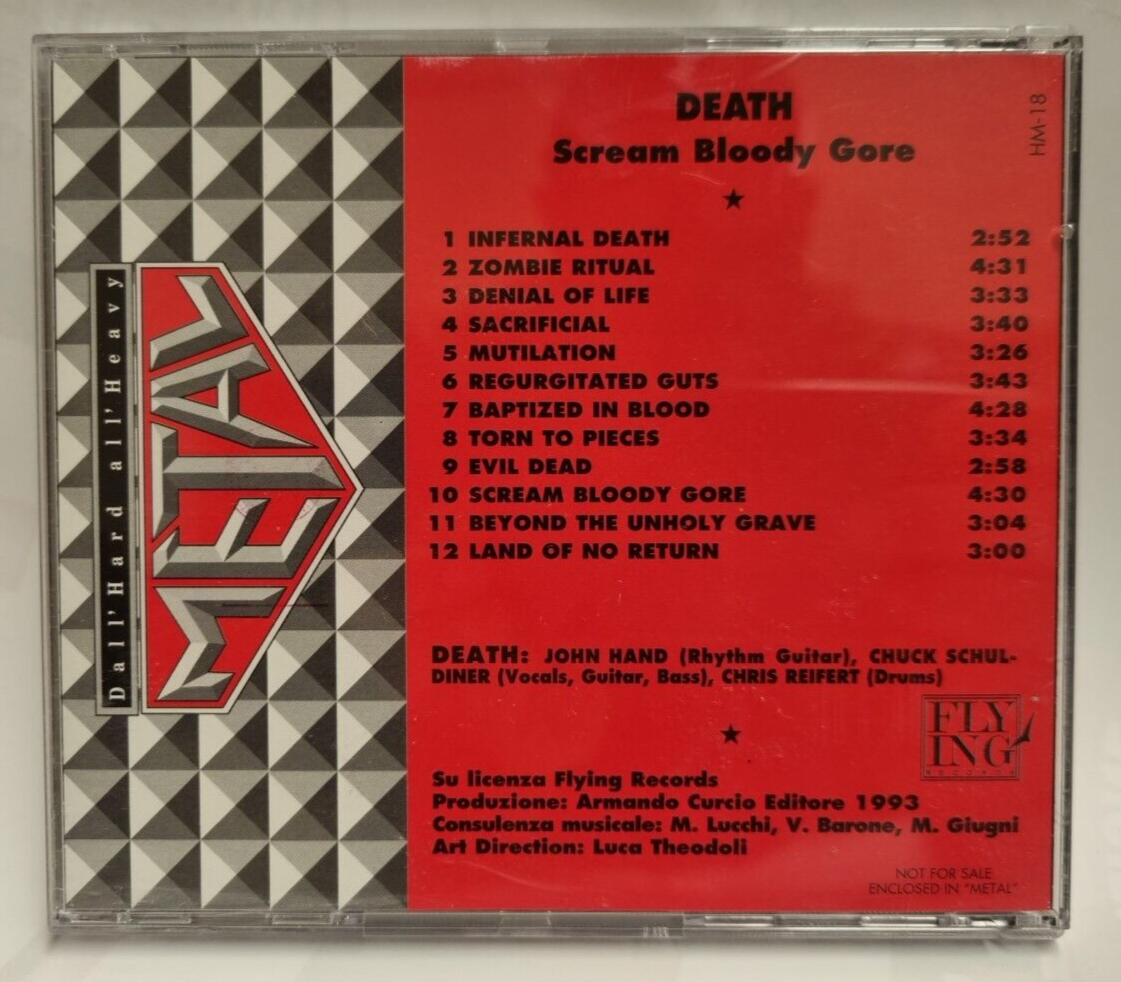 DEATH
Scream Bloody Gore
HM-18
★
1 INFERNAL DEATH 2:52
2 ZOMBIE RITUAL 4:31
3 DENIAL OF LIFE 3:33
4 SACRIFICIAL 3:40
5 MUTILATION 3:26
6 REGURGITATED GUTS 3:43
7 BAPTIZED IN BLOOD 4:28
8 TORN TO PIECES 3:34
9 EVIL DEAD 2:58
10 SCREAM BLOODY GORE 4:30
11 BEYOND THE UNHOLY GRAVE 3:04
12 LAND OF NO RETURN 3:00
DEATH: JOHN HAND (Rhythm Guitar), CHUCK SCHUL-
DINER (Vocals, Guitar, Bass), CHRIS REIFERT (Drums)
★
FLY
ING
RECORDS
Su licenza Flying Records
Produzione: Armando Curcio Editore 1993
Consulenza musicale: M. Lucchi, V. Barone, M. Giugni
Art Direction: Luca Theodoli
NOT FOR SALE
ENCLOSED IN "METAL"
Dall'Hard all'Heavy
METAL